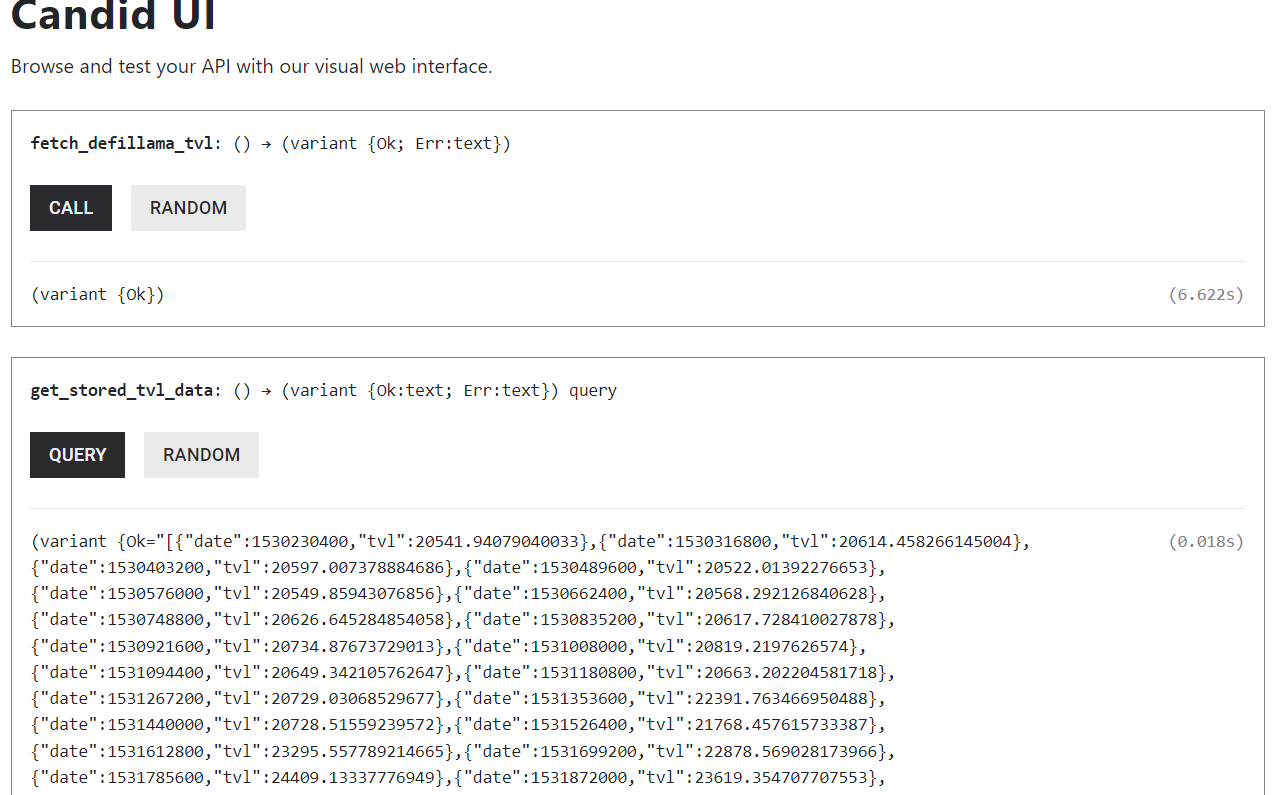 Candid UI
Browse and test your API with our visual web interface.
fetch_defillama_tvl: () → (variant {Ok; Err:text})
CALL
RANDOM
(variant {Ok})
(6.622s)
get_stored_tvl_data: () → (variant {Ok:text; Err:text}) query
QUERY
RANDOM
(variant {Ok="[{"date":1530230400,"tvl":20541.94079040033},{"date":1530316800,"tvl":20614.458266145004},
(0.018s)
{"date":1530403200,"tvl":20597.007378884686},{"date":1530489600,"tvl":20522.01392276653},
{"date":1530576000,"tvl":20549.85943076856},{"date":1530662400,"tvl":20568.292126840628},
{"date":1530748800,"tvl":20626.645284854058},{"date":1530835200,"tvl":20617.728410027878},
{"date":1530921600,"tvl":20734.87673729013},{"date":1531008000,"tvl":20819.2197626574},
{"date":1531094400,"tvl":20649.342105762647},{"date":1531180800,"tvl":20663.202204581718},
{"date":1531267200,"tvl":20729.03068529677},{"date":1531353600,"tvl":22391.763466950488},
{"date":1531440000,"tvl":20728.51559239572},{"date":1531526400,"tvl":21768.457615733387},
{"date":1531612800,"tvl":23295.557789214665},{"date":1531699200,"tvl":22878.569028173966},
{"date":1531785600,"tvl":24409.13337776949},{"date":1531872000,"tvl":23619.354707707553},